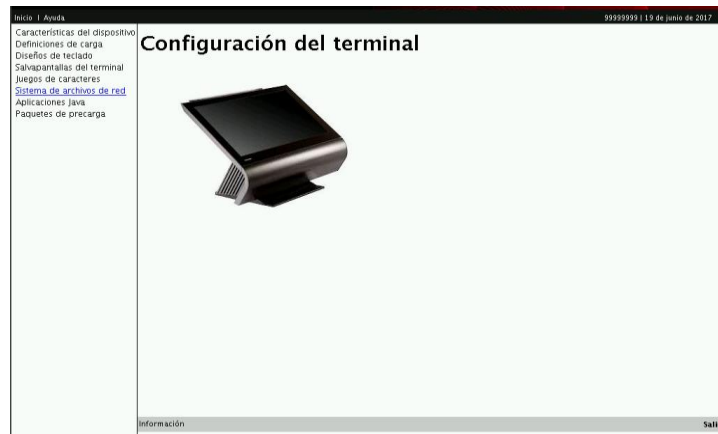 Inicio | Ayuda
99999999 | 19 de junio de 2017
Características del dispositivo
Definiciones de carga
Diseños de teclado
Salvapantallas del terminal
Juegos de caracteres
Sistema de archivos de red
Aplicaciones Java
Paquetes de precarga
Configuración del terminal
Información
Sali